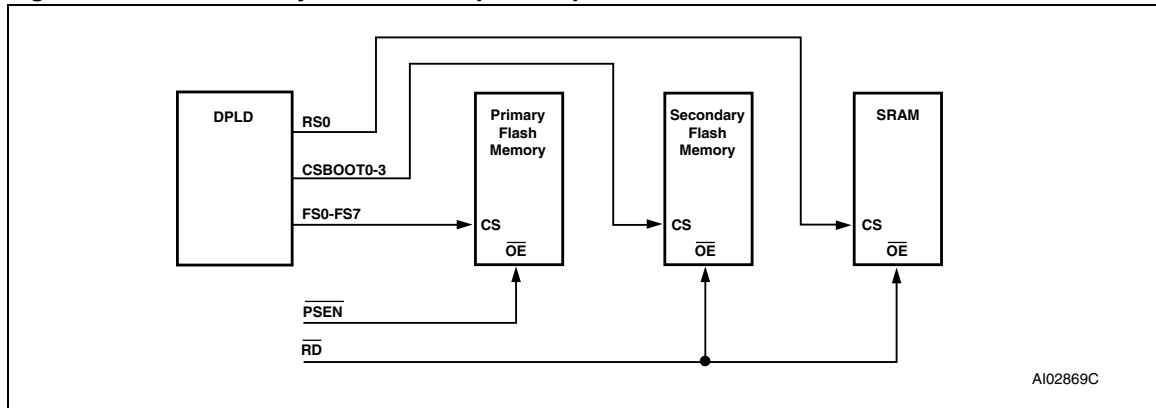 DPLD
RS0
CSBOOT0-3
FS0-FS7
Primary
Flash
Memory
CS
OE
Secondary
Flash
Memory
CS
OE
SRAM
CS
OE
PSEN
RD
AI02869C